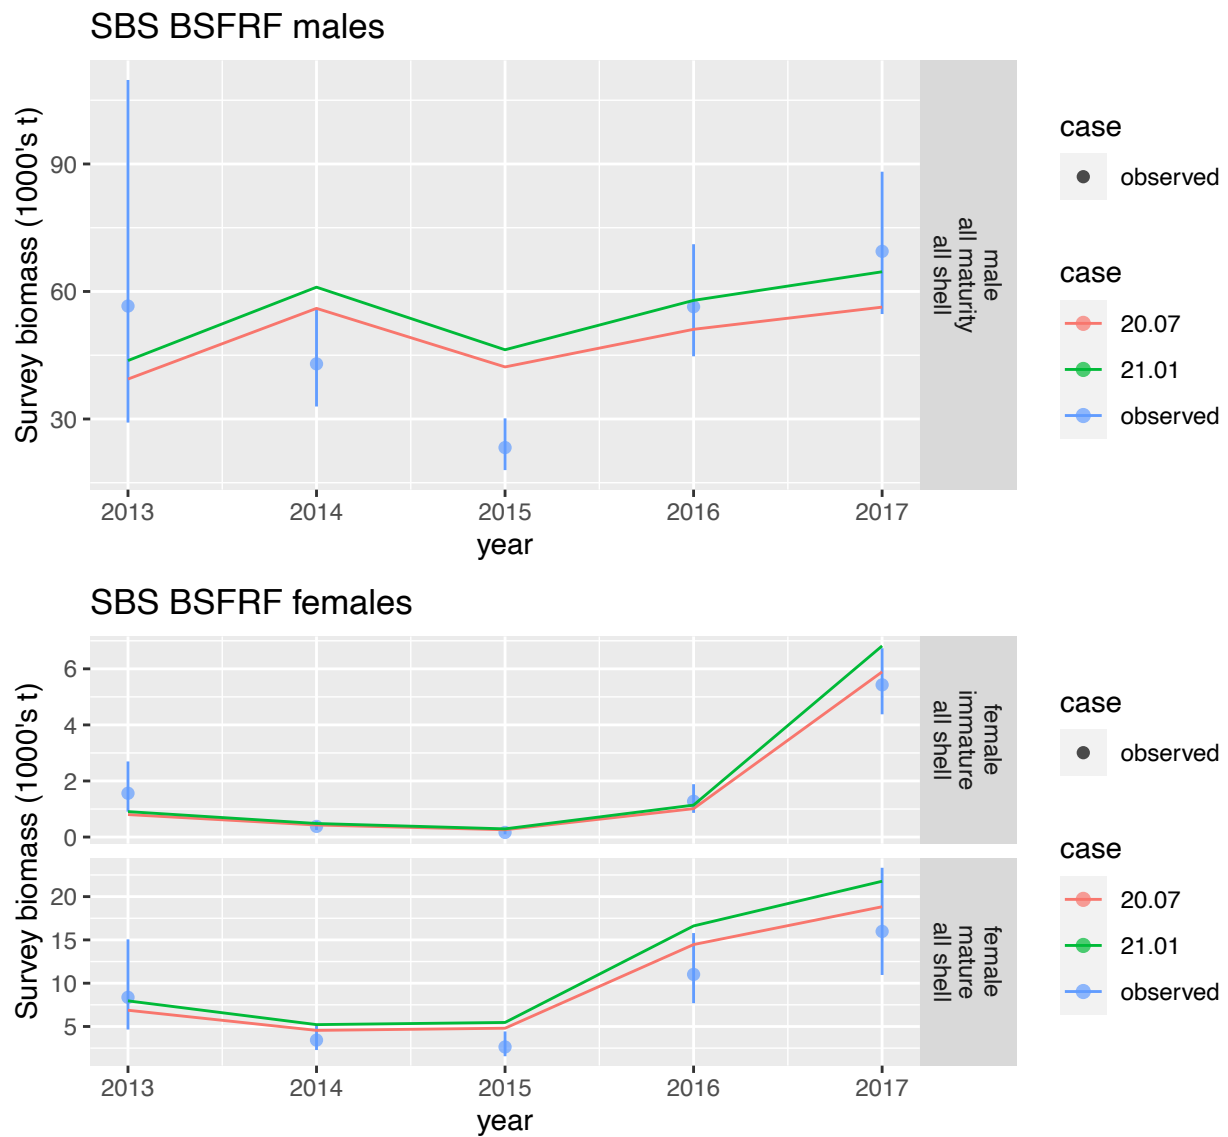 SBS BSFRF males
Survey biomass (1000's t)
90
60
30
male
all maturity
all shell
2013
2014
2015
2016
2017
year
case
observed
case
20.07
21.01
observed
SBS BSFRF females
Survey biomass (1000's t)
6
4
2
0
female
immature
all shell
20
15
10
5
female
mature
all shell
2013
2014
2015
2016
2017
year
case
observed
case
20.07
21.01
observed